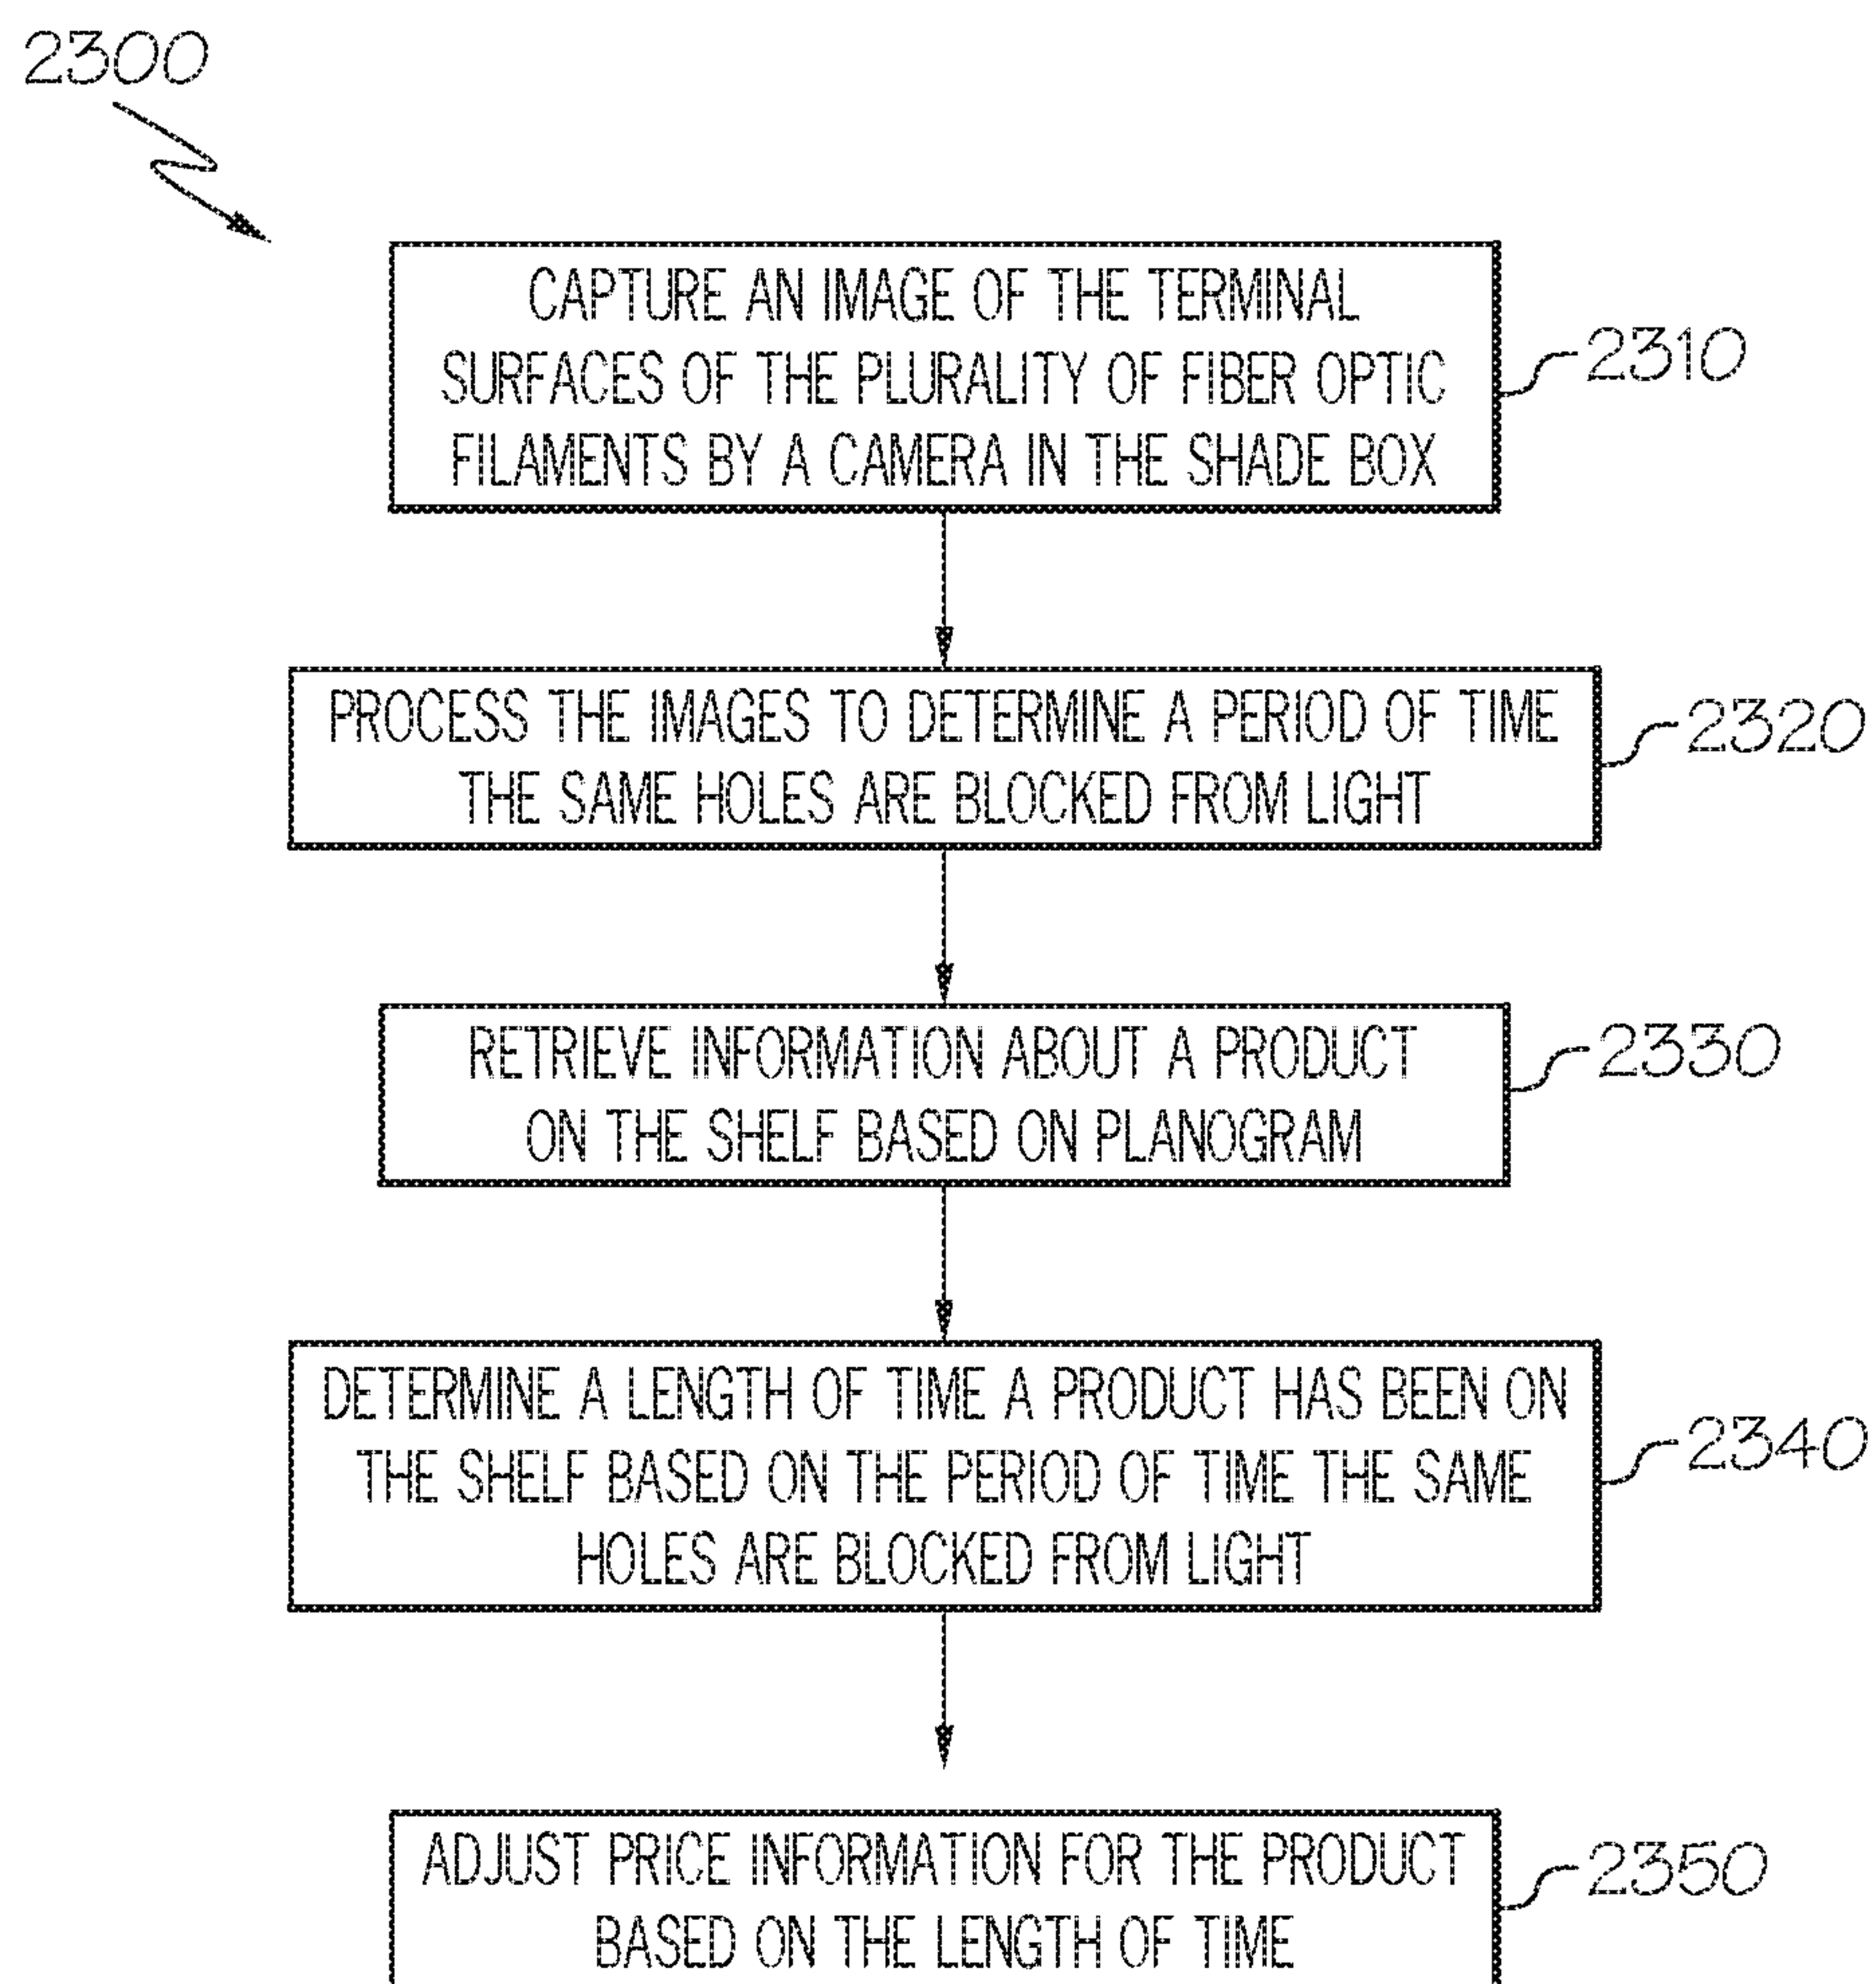 2300
CAPTURE AN IMAGE OF THE TERMINAL
SURFACES OF THE PLURALITY OF FIBER OPTIC
FILAMENTS BY A CAMERA IN THE SHADE BOX
2310
PROCESS THE IMAGES TO DETERMINE A PERIOD OF TIME
THE SAME HOLES ARE BLOCKED FROM LIGHT
2320
RETRIEVE INFORMATION ABOUT A PRODUCT
ON THE SHELF BASED ON PLANOGRAM
2330
DETERMINE A LENGTH OF TIME A PRODUCT HAS BEEN ON
THE SHELF BASED ON THE PERIOD OF TIME THE SAME
HOLES ARE BLOCKED FROM LIGHT
2340
ADJUST PRICE INFORMATION FOR THE PRODUCT
BASED ON THE LENGTH OF TIME
2350